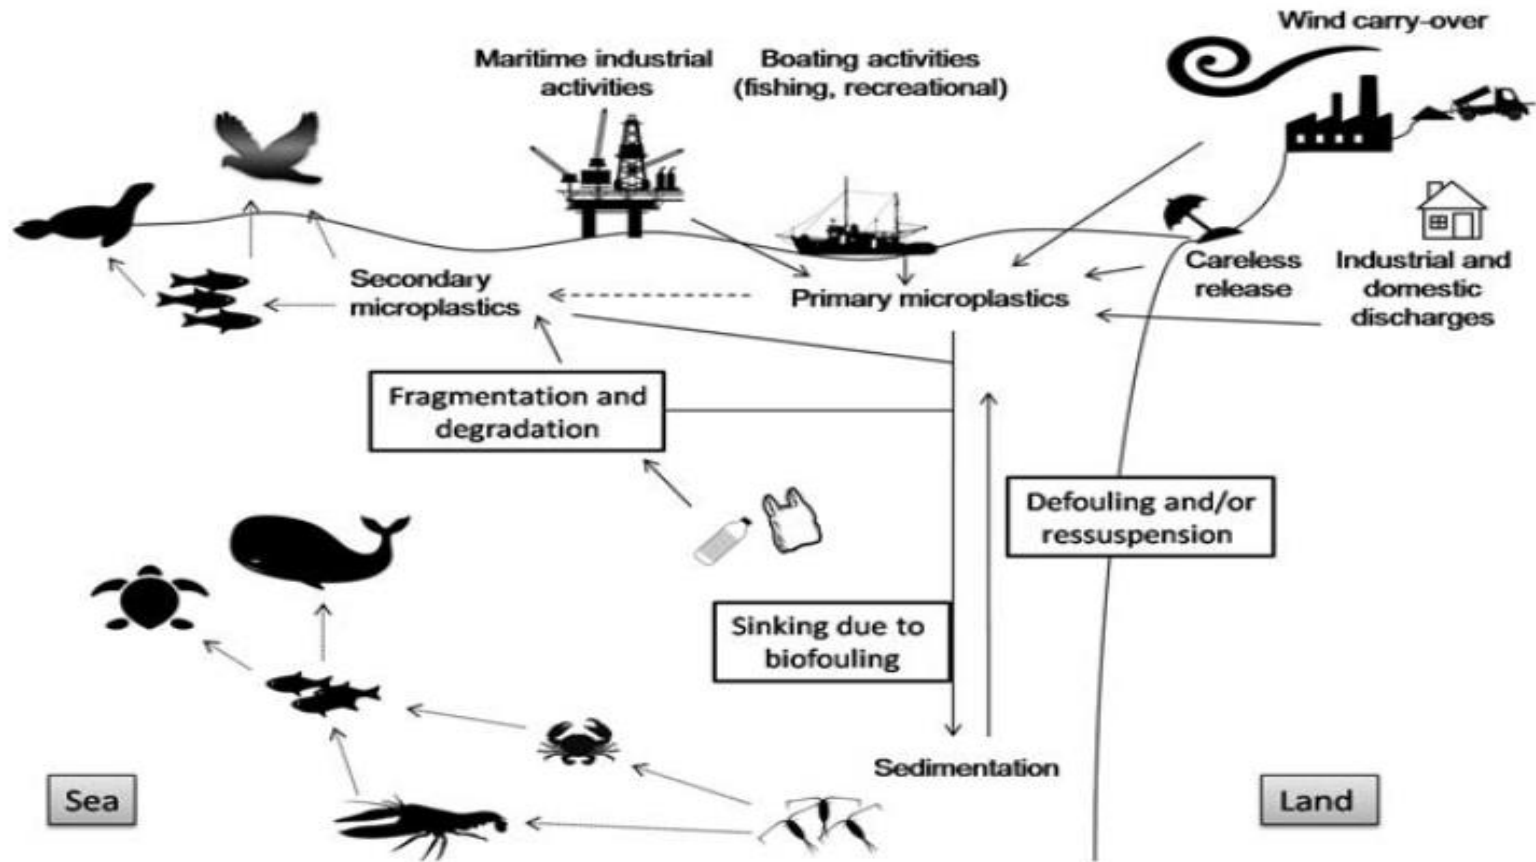 Wind carry-over
Maritime industrial
activities
Boating activities
(fishing, recreational)
Careless
release
Industrial and
domestic
discharges
Secondary
microplastics
Primary microplastics
Fragmentation and
degradation
Defouling and/or
ressuspension
Sinking due to
biofouling
Sedimentation
Sea
Land